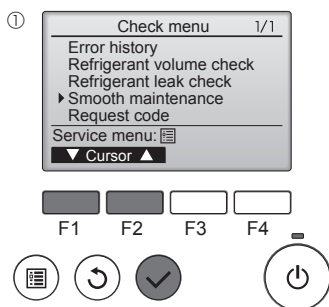 ①
Check menu 1/1
Error history
Refrigerant volume check
Refrigerant leak check
Smooth maintenance
Request code
Service menu:
▼ Cursor ▲
F1 F2 F3 F4